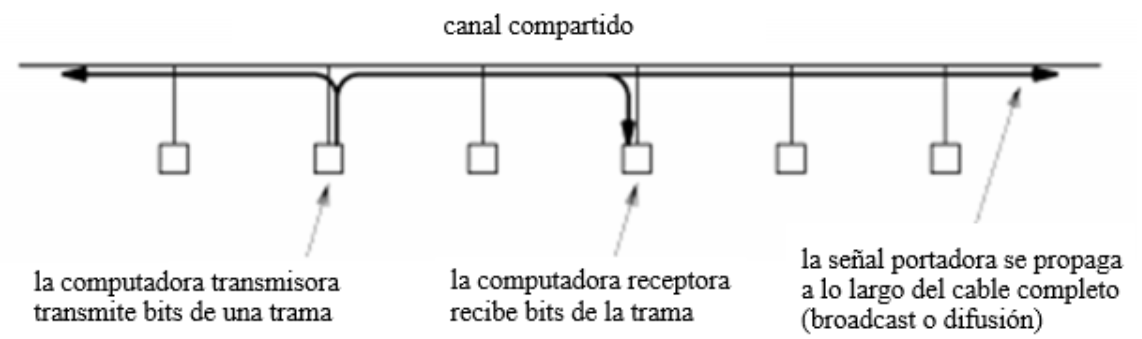 canal compartido
la computadora transmisora
transmite bits de una trama
la computadora receptora
recibe bits de la trama
la señal portadora se propaga
a lo largo del cable completo
(broadcast o difusión)